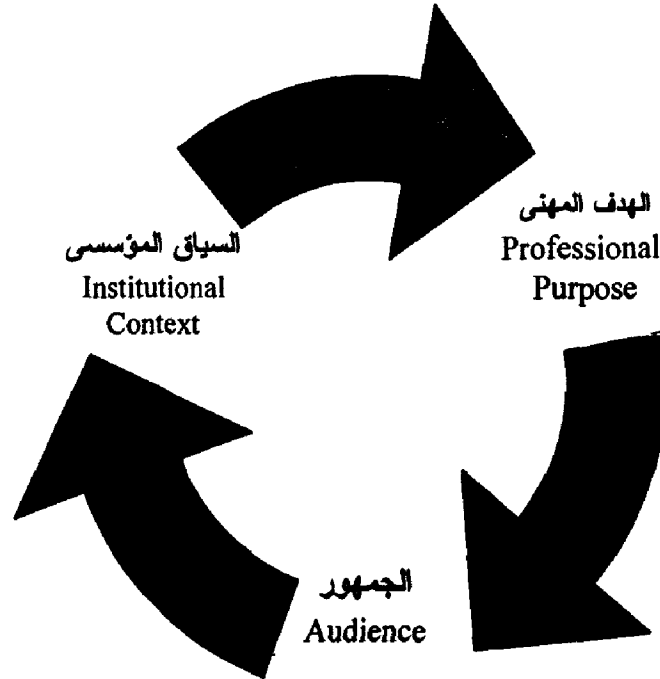 الهدف المهنى
Professional
Purpose
السياق المؤسسى
Institutional
Context
الجمهور
Audience